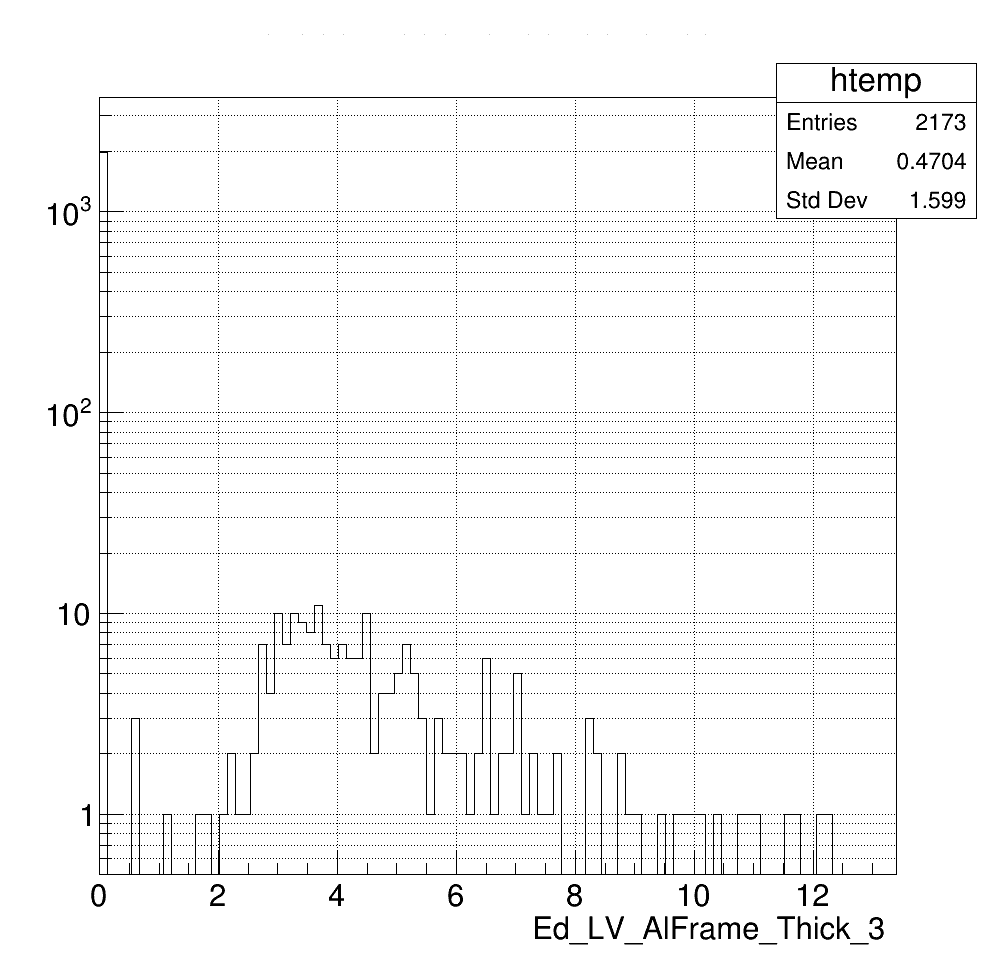 htemp
Entries 2173
Mean 0.4704
Std Dev 1.599
10³
10²
10
1
0 2 4 6 8 10 12
Ed_LV_AlFrame_Thick_3